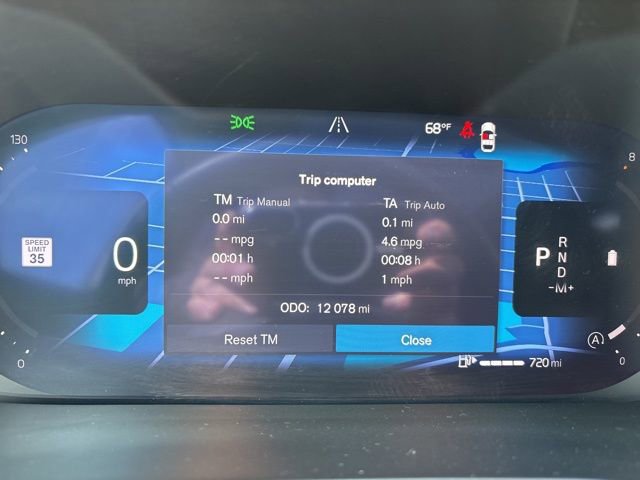 130
68°F
8
Trip computer
TM Trip Manual
TA Trip Auto
0.0 mi
0.1 mi
-- mpg
4.6 mpg
00:01 h
00:08 h
-- mph
1 mph
SPEED
LIMIT
35
0
mph
P
R
N
D
-M+
ODO: 12 078 mi
Reset TM
Close
A
0
0
720 mi